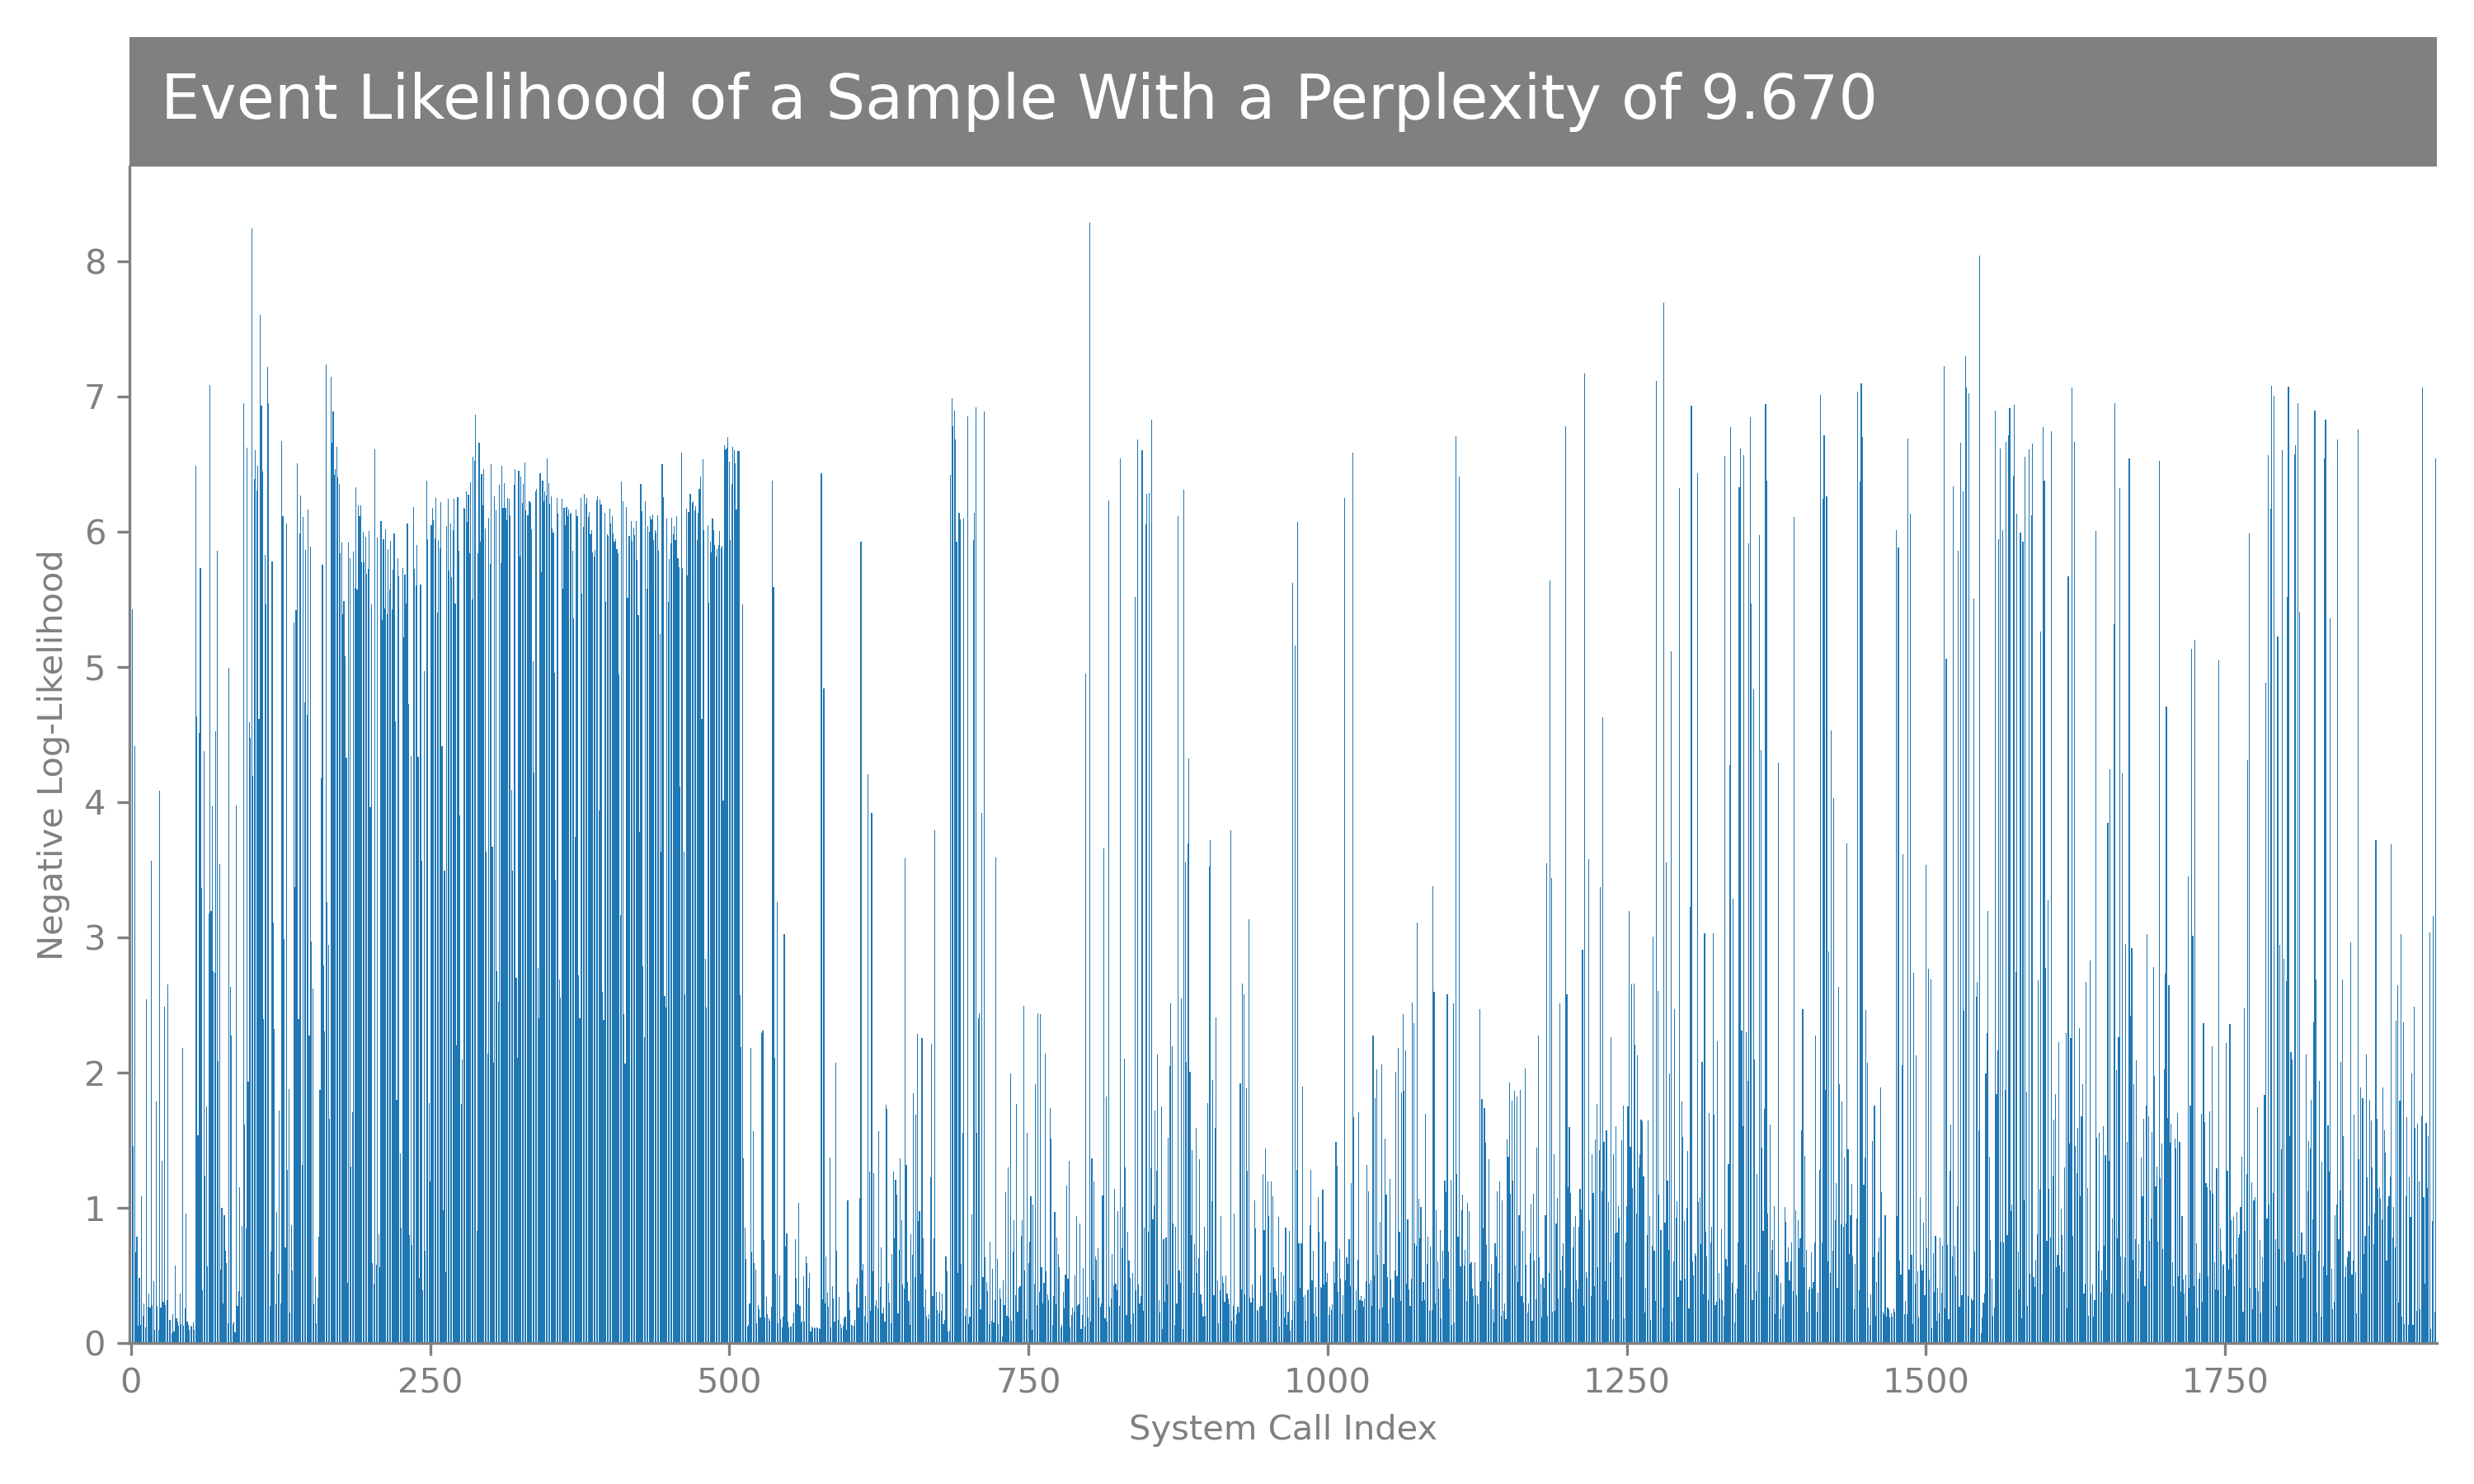 Event Likelihood of a Sample With a Perplexity of 9.670
8
7
6
5
4
3
2
1
0
Negative Log-Likelihood
0 250 500 750 1000 1250 1500 1750
System Call Index